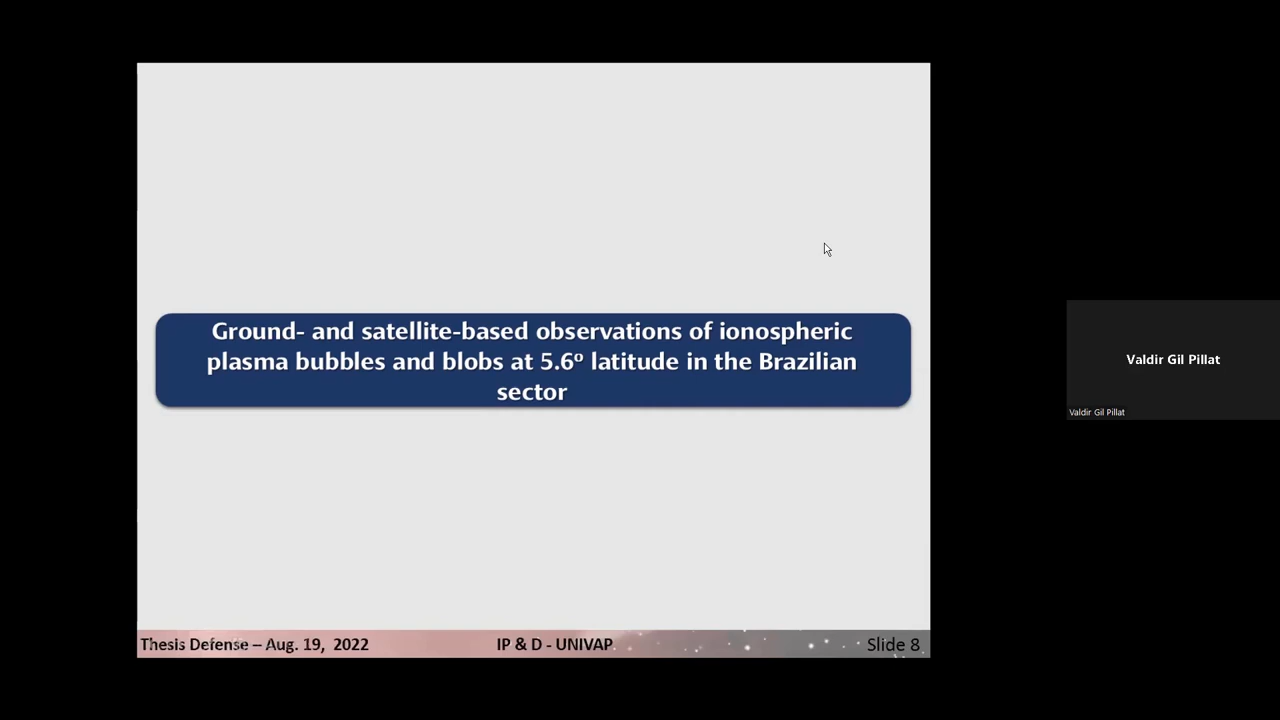 Ground- and satellite-based observations of ionospheric
plasma bubbles and blobs at 5.6º latitude in the Brazilian
sector
Valdir Gil Pillat
Valdir Gil Pillat
Thesis Defense – Aug. 19, 2022
IP & D - UNIVAP
Slide 8